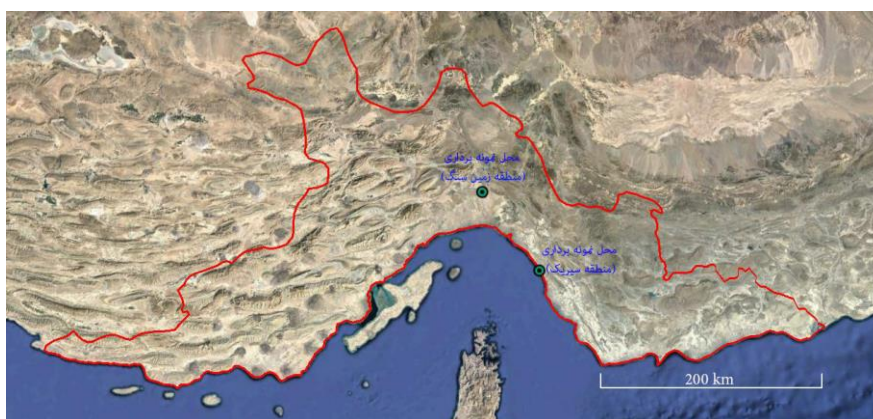 محل نمونه برداری
(منطقه زمین سنگ)
محل نمونه برداری
(منطقه سیریک)
200 km